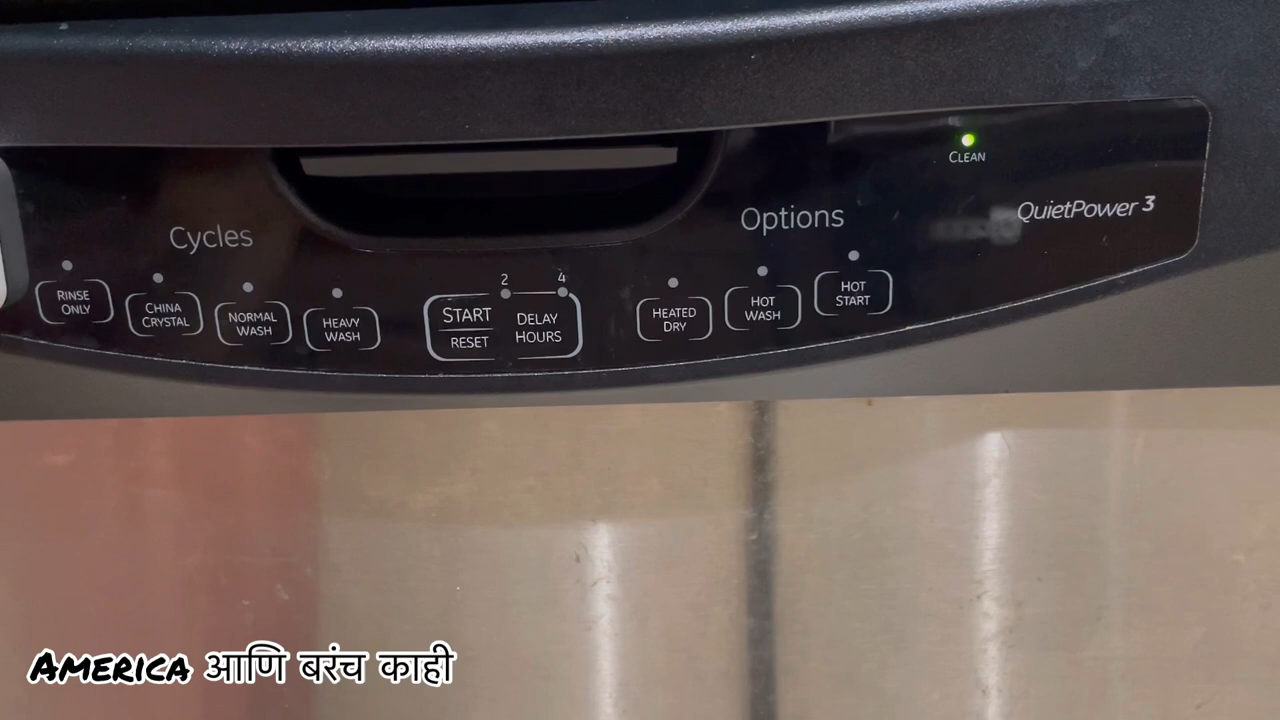 CLEAN
QuietPower 3
Cycles
Options
RINSE
ONLY
CHINA
CRYSTAL
NORMAL
WASH
HEAVY
WASH
2 4
START
RESET
DELAY
HOURS
HEATED
DRY
HOT
WASH
HOT
START
AMERICA आणि बरंच काही